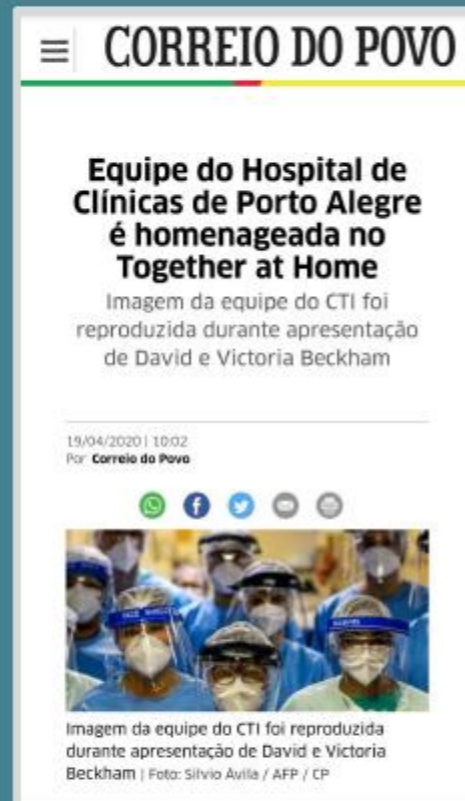 CORREIO DO POVO
Equipe do Hospital de
Clínicas de Porto Alegre
é homenageada no
Together at Home
Imagem da equipe do CTI foi
reproduzida durante apresentação
de David e Victoria Beckham
19/04/2020 | 10:02
Por Correio do Povo
Imagem da equipe do CTI foi reproduzida
durante apresentação de David e Victoria
Beckham | Foto: Silvio Avila / AFP / CP